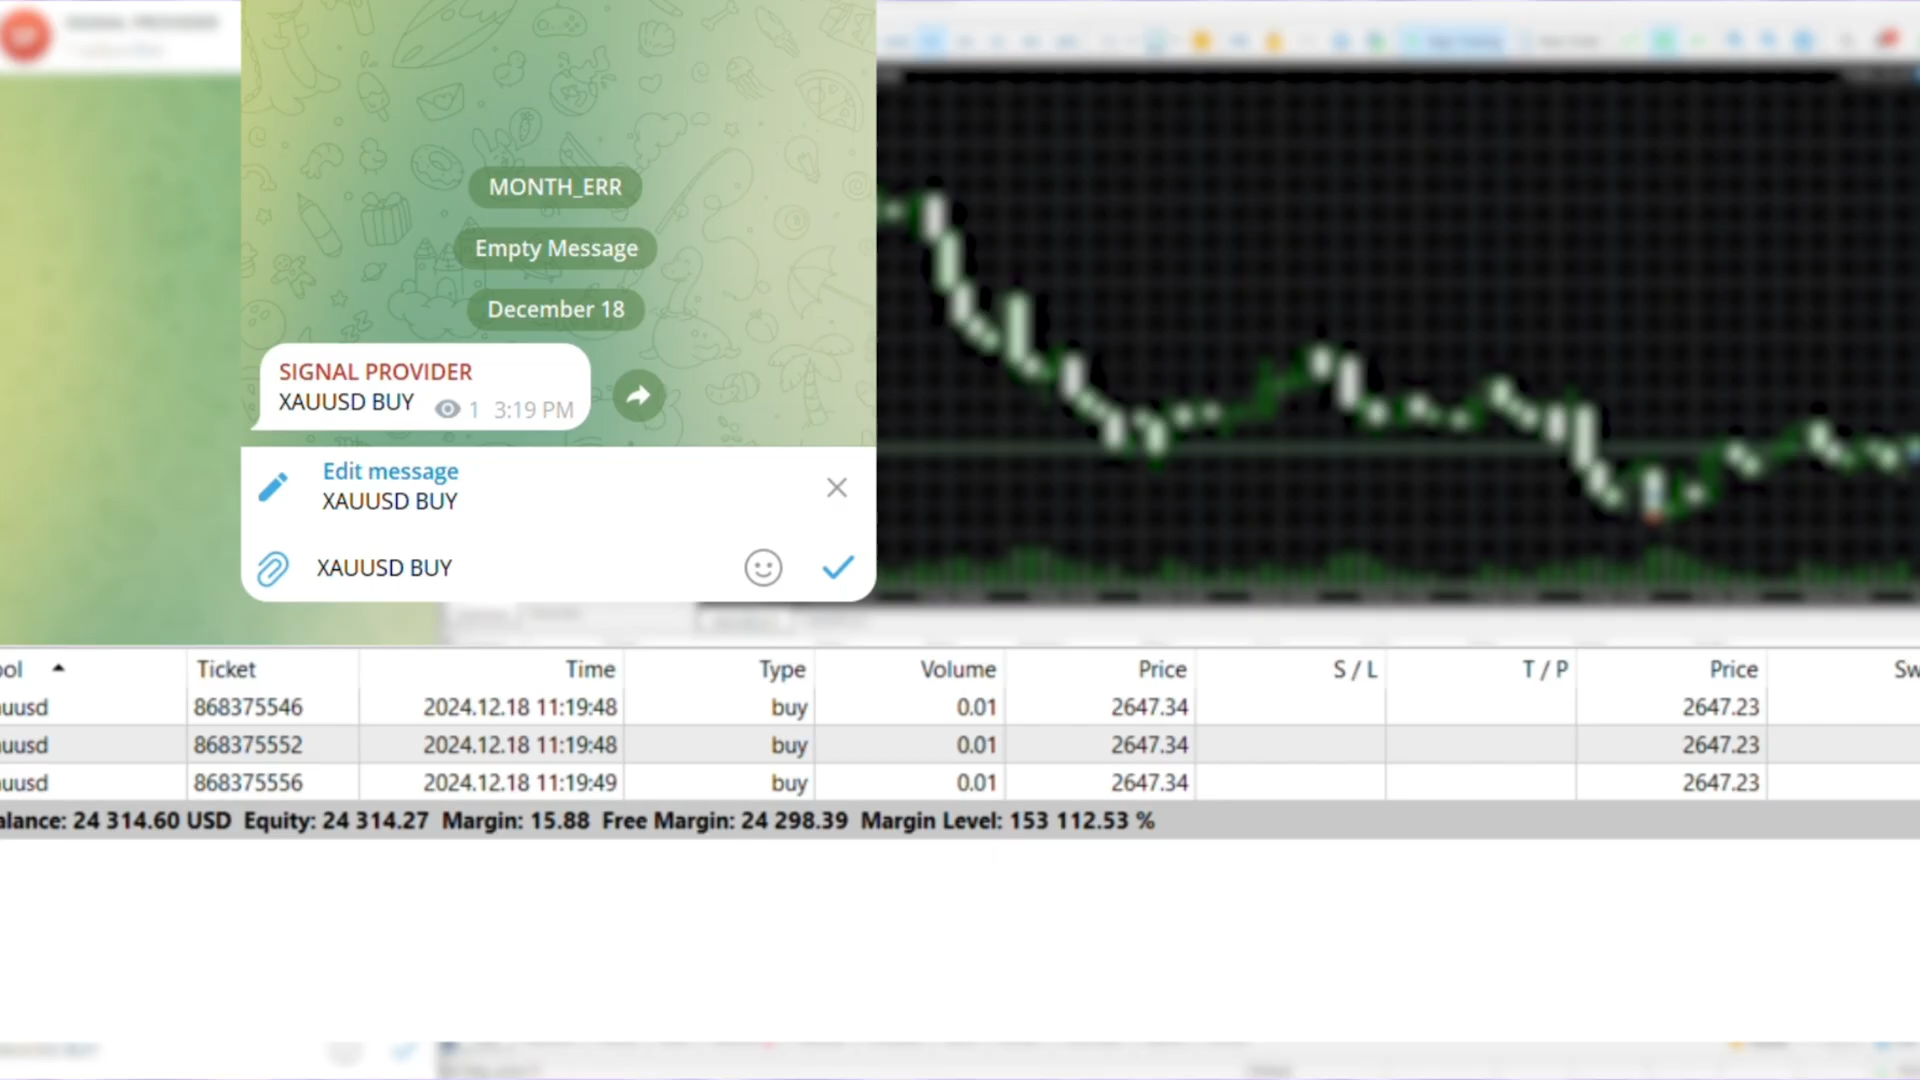 MONTH_ERR
Empty Message
December 18
SIGNAL PROVIDER
XAUUSD BUY 1 3:19 PM
Edit message
XAUUSD BUY
XAUUSD BUY
ool Ticket Time Type Volume Price S / L T / P Price Sw
uusd 868375546 2024.12.18 11:19:48 buy 0.01 2647.34 2647.23
uusd 868375552 2024.12.18 11:19:48 buy 0.01 2647.34 2647.23
uusd 868375556 2024.12.18 11:19:49 buy 0.01 2647.34 2647.23
alance: 24 314.60 USD Equity: 24 314.27 Margin: 15.88 Free Margin: 24 298.39 Margin Level: 153 112.53 %